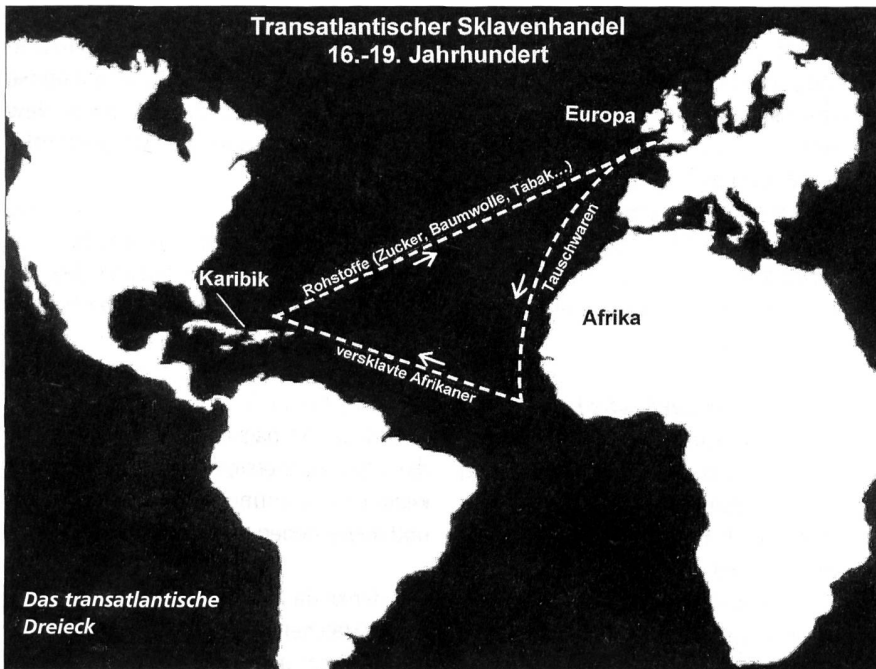 Transatlantischer Sklavenhandel
16.-19. Jahrhundert
Europa
Rohstoffe (Zucker, Baumwolle, Tabak...)
Tauschwaren
Karibik
Afrika
versklavte Afrikaner
Das transatlantische
Dreieck